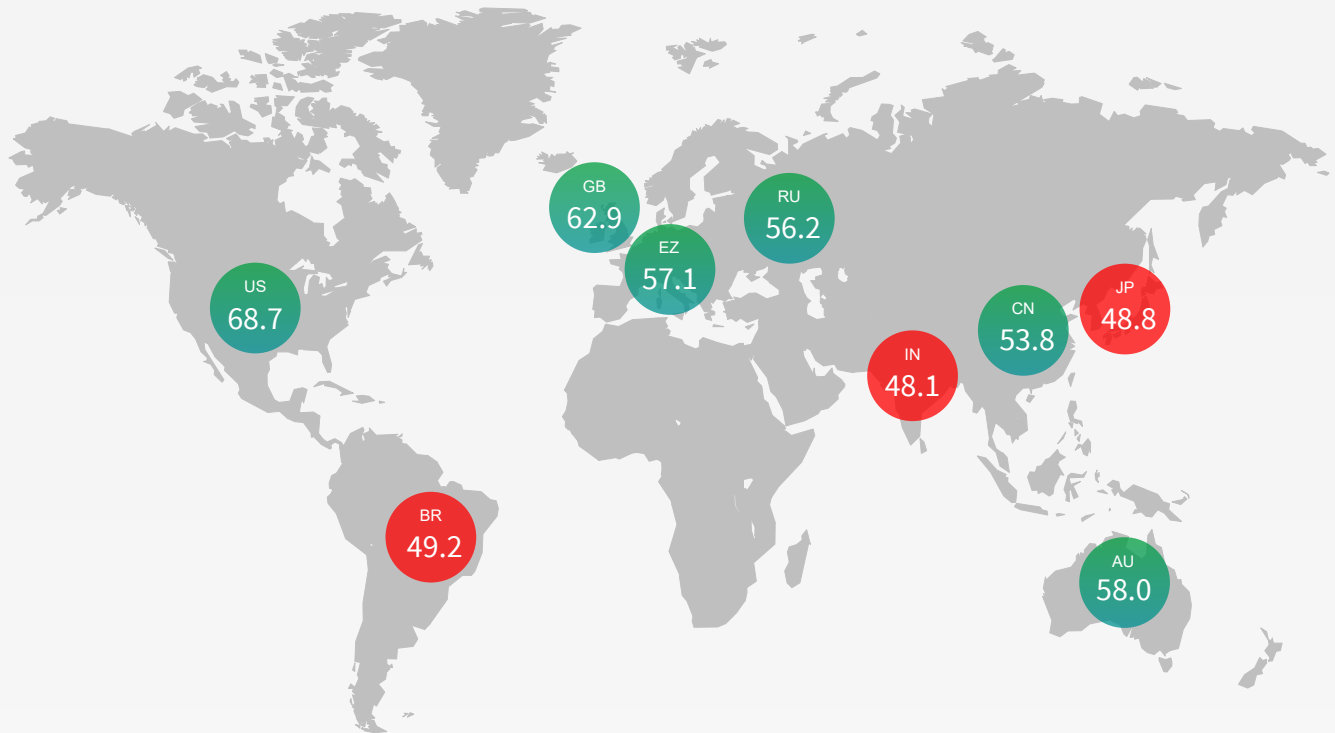 GB
62.9
RU
56.2
EZ
57.1
US
68.7
JP
48.8
CN
53.8
IN
48.1
BR
49.2
AU
58.0